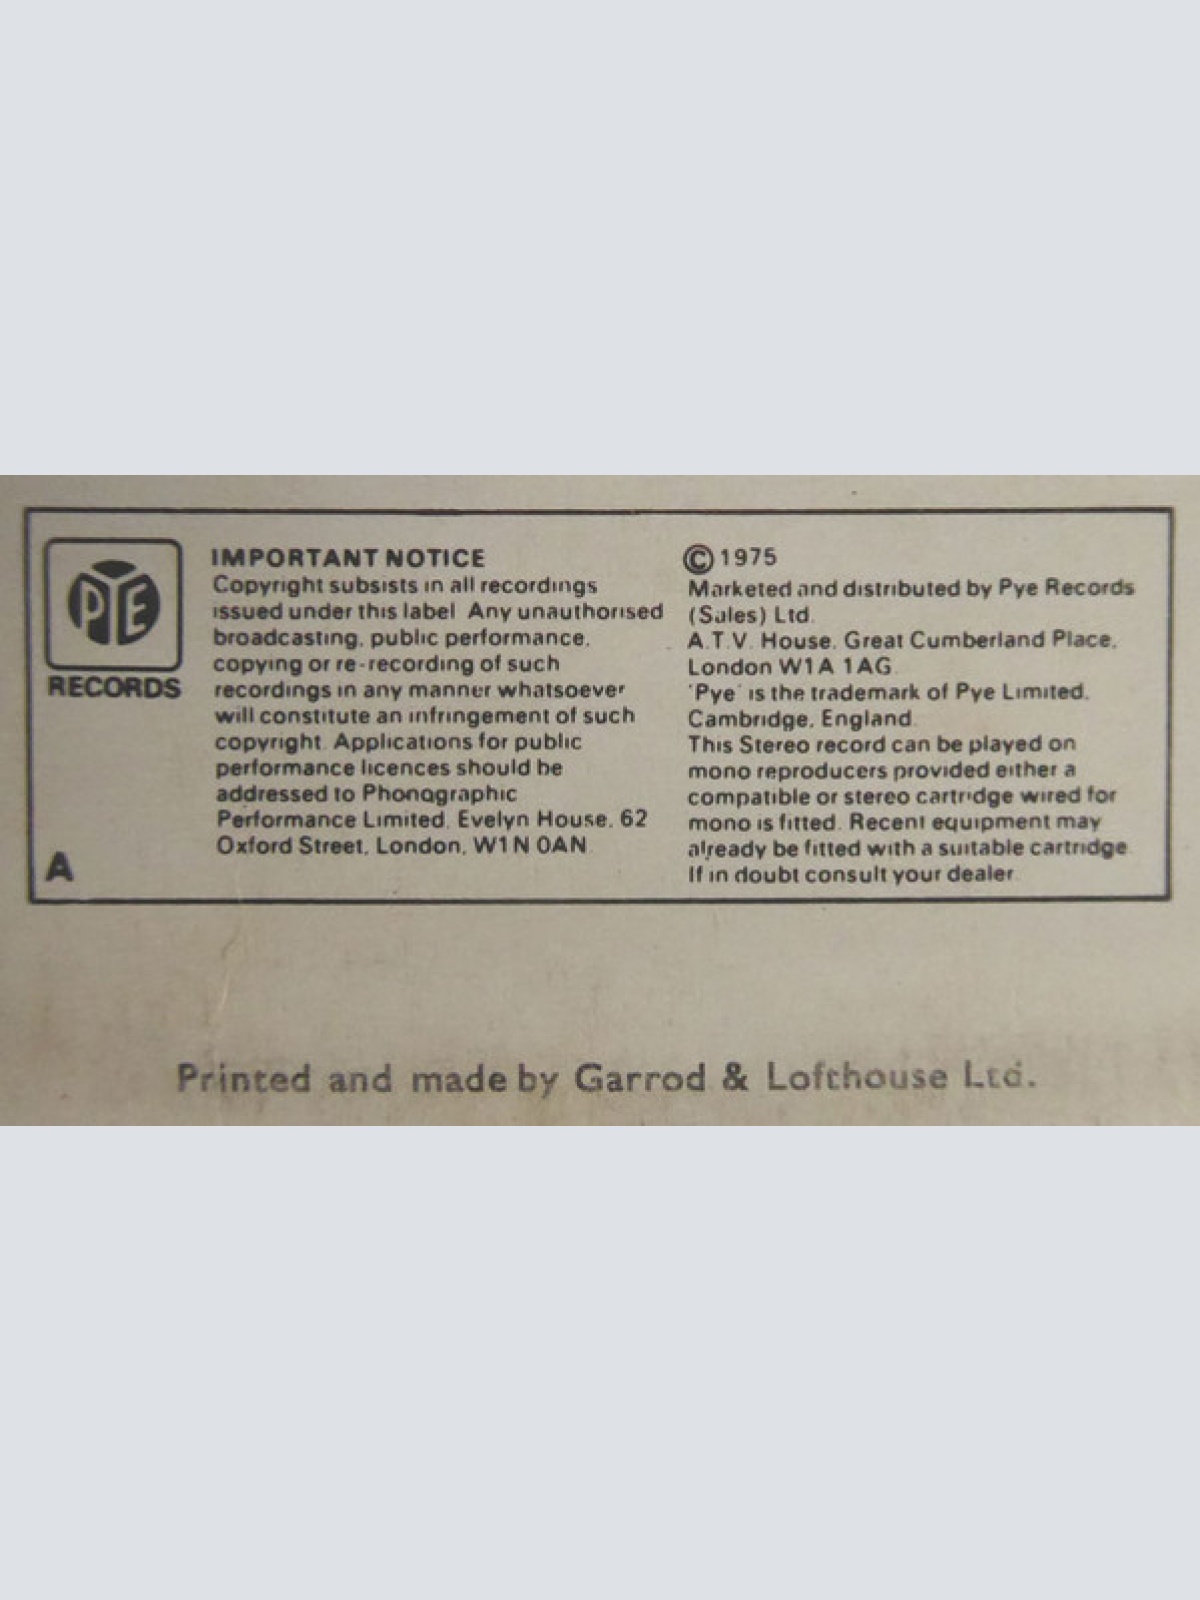 PYE
RECORDS
A
IMPORTANT NOTICE
Copyright subsists in all recordings
issued under this label. Any unauthorised
broadcasting, public performance,
copying or re-recording of such
recordings in any manner whatsoever
will constitute an infringement of such
copyright. Applications for public
performance licences should be
addressed to Phonographic
Performance Limited, Evelyn House, 62
Oxford Street, London, W1N 0AN.
© 1975
Marketed and distributed by Pye Records
(Sales) Ltd.
A.T.V. House, Great Cumberland Place,
London W1A 1AG.
'Pye' is the trademark of Pye Limited,
Cambridge, England.
This Stereo record can be played on
mono reproducers provided either a
compatible or stereo cartridge wired for
mono is fitted. Recent equipment may
already be fitted with a suitable cartridge.
If in doubt consult your dealer.
Printed and made by Garrod & Lofthouse Ltd.